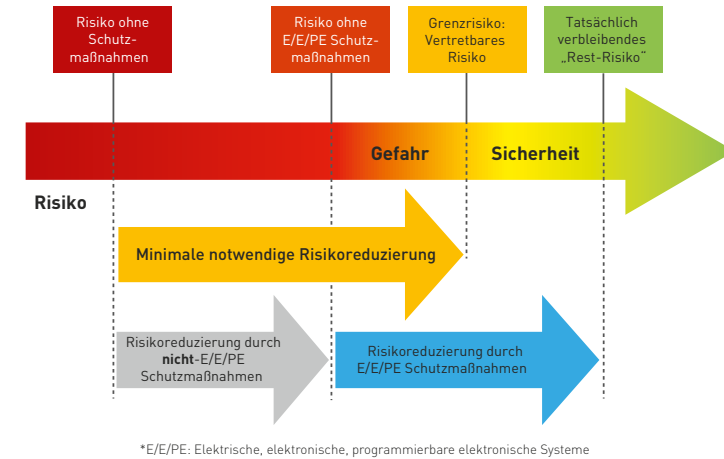 Risiko ohne
Schutz-
maßnahmen
Risiko ohne
E/E/PE Schutz-
maßnahmen
Grenzrisiko:
Vertretbares
Risiko
Tatsächlich
verbleibendes
„Rest-Risiko“
Gefahr
Sicherheit
Risiko
Minimale notwendige Risikoreduzierung
Risikoreduzierung durch
nicht-E/E/PE
Schutzmaßnahmen
Risikoreduzierung durch
E/E/PE Schutzmaßnahmen
*E/E/PE: Elektrische, elektronische, programmierbare elektronische Systeme